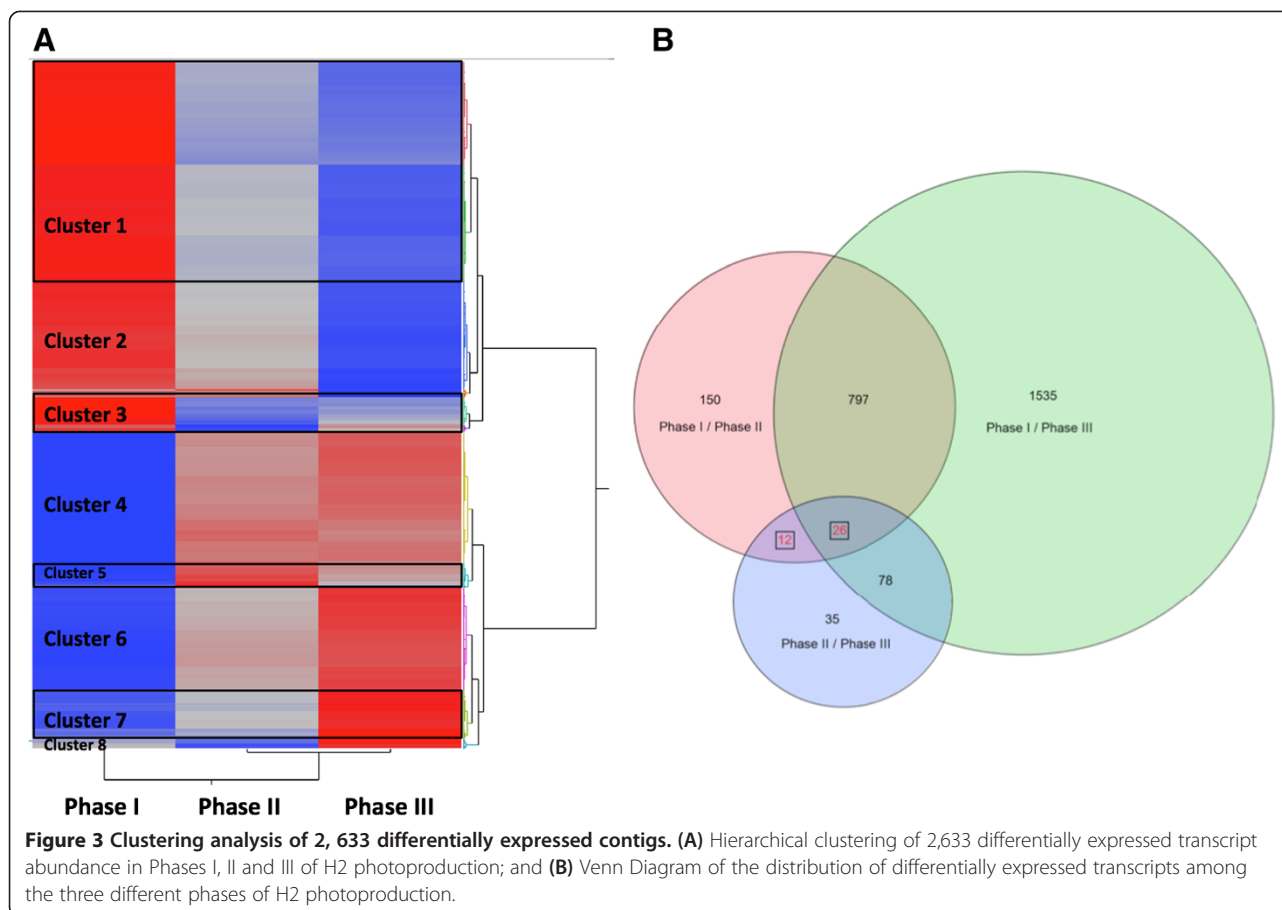 A
B
Cluster 1
Cluster 2
Cluster 3
Cluster 4
Cluster 5
Cluster 6
Cluster 7
Cluster 8
Phase I Phase II Phase III
150
Phase I / Phase II
797
1535
Phase I / Phase III
12
26
78
35
Phase II / Phase III
Figure 3 Clustering analysis of 2, 633 differentially expressed contigs. (A) Hierarchical clustering of 2,633 differentially expressed transcript
abundance in Phases I, II and III of H2 photoproduction; and (B) Venn Diagram of the distribution of differentially expressed transcripts among
the three different phases of H2 photoproduction.